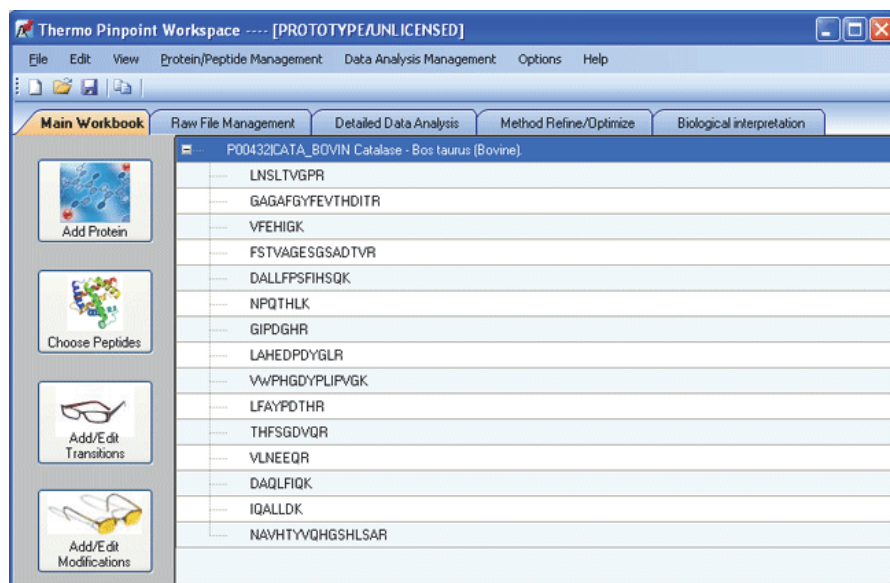 Thermo Pinpoint Workspace ---- [PROTOTYPE/UNLICENSED]
File Edit View Protein/Peptide Management Data Analysis Management Options Help
Main Workbook Raw File Management Detailed Data Analysis Method Refine/Optimize Biological interpretation
Add Protein
Choose Peptides
Add/Edit
Transitions
Add/Edit
Modifications
P00432|CATA_BOVIN Catalase - Bos taurus (Bovine).
LNSLTVGPR
GAGAFGYFEVTHDITR
VFEHIGK
FSTVAGESGSADTVR
DALLFPSFIHSQK
NPQTHLK
GIPDGHR
LAHEDPDYGLR
VWPHGDYPLIPVGK
LFAYPDTHR
THFSGDVQR
VLNEEQR
DAQLFIQK
IQALLDK
NAVHTYVQHGSHLSAR